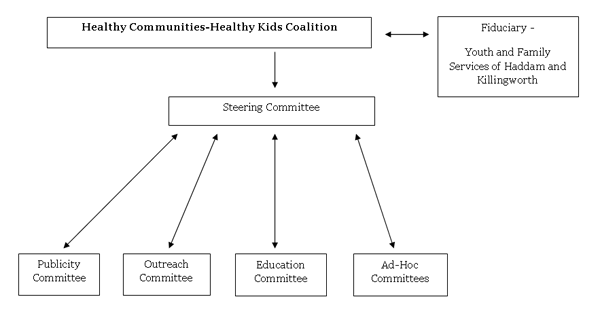 Healthy Communities-Healthy Kids Coalition
Fiduciary -
Youth and Family
Services of Haddam and
Killingworth
Steering Committee
Publicity
Committee
Outreach
Committee
Education
Committee
Ad-Hoc
Committees